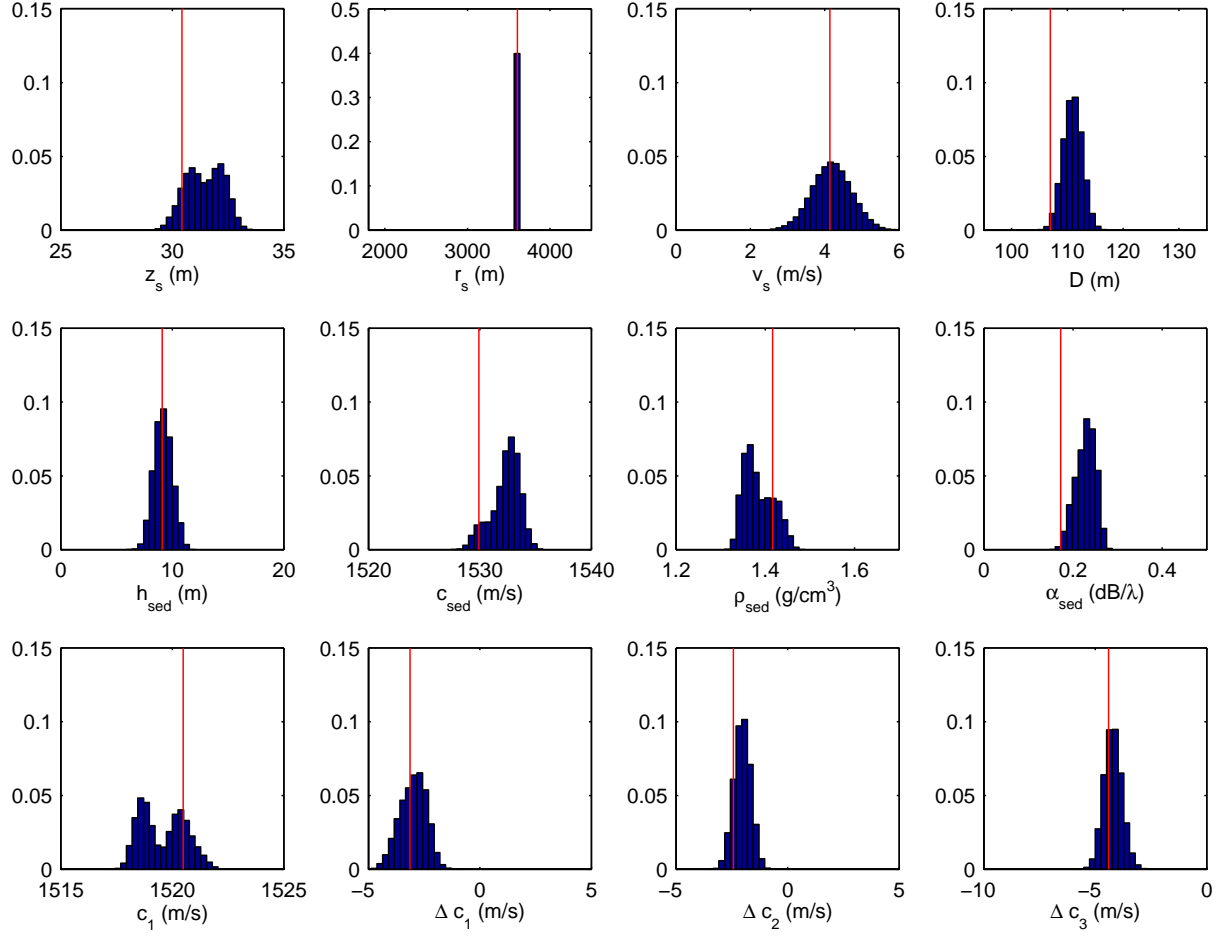 0.15
0.1
0.05
0
25 30 35
z_s (m)
0.5
0.4
0.3
0.2
0.1
0
2000 3000 4000
r_s (m)
0.15
0.1
0.05
0
0 2 4 6
v_s (m/s)
0.15
0.1
0.05
0
100 110 120 130
D (m)
0.15
0.1
0.05
0
0 10 20
h_sed (m)
0.15
0.1
0.05
0
1520 1530 1540
c_sed (m/s)
0.15
0.1
0.05
0
1.2 1.4 1.6
ρ_sed (g/cm³)
0.15
0.1
0.05
0
0 0.2 0.4
α_sed (dB/λ)
0.15
0.1
0.05
0
1515 1520 1525
c_1 (m/s)
0.15
0.1
0.05
0
−5 0 5
Δ c_1 (m/s)
0.15
0.1
0.05
0
−5 0 5
Δ c_2 (m/s)
0.15
0.1
0.05
0
−10 −5 0
Δ c_3 (m/s)